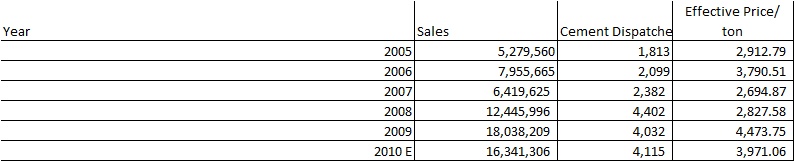 Effective Price/
Year Sales Cement Dispatche ton
2005 5,279,560 1,813 2,912.79
2006 7,955,665 2,099 3,790.51
2007 6,419,625 2,382 2,694.87
2008 12,445,996 4,402 2,827.58
2009 18,038,209 4,032 4,473.75
2010 E 16,341,306 4,115 3,971.06